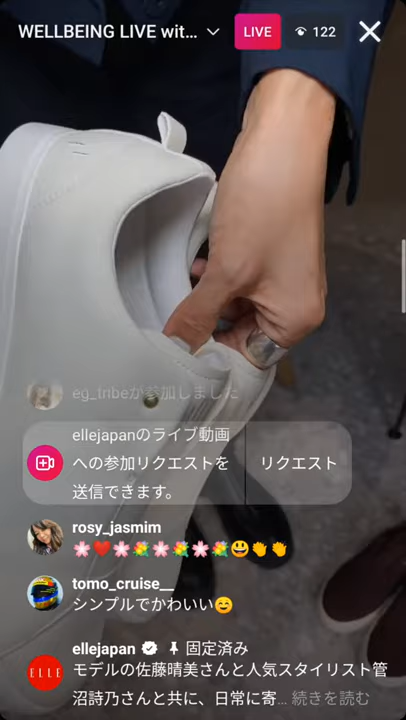 WELLBEING LIVE wit...
LIVE
122
eg_tribeが参加しました
ellejapanのライブ動画
への参加リクエストを
送信できます。
リクエスト
rosy_jasmim
🌸❤️🌸💐🌸💐🌸💐😃👏👏
tomo_cruise__
シンプルでかわいい😊
ellejapan 固定済み
ELLE
モデルの佐藤晴美さんと人気スタイリスト管
沼詩乃さんと共に、日常に寄... 続きを読む